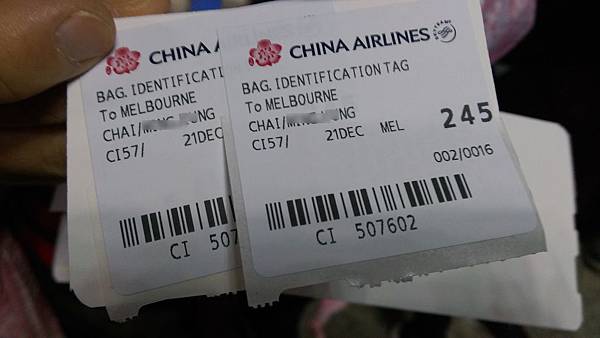 CHINA
BAG. IDENTIFICATI
To MELBOURNE
CHAI/
CI57/ 21DEC
CI 507
CHINA AIRLINES
BAG. IDENTIFICATION TAG
To MELBOURNE
CHAI/
CI57/ 21DEC MEL 245
002/0016
CI 507602